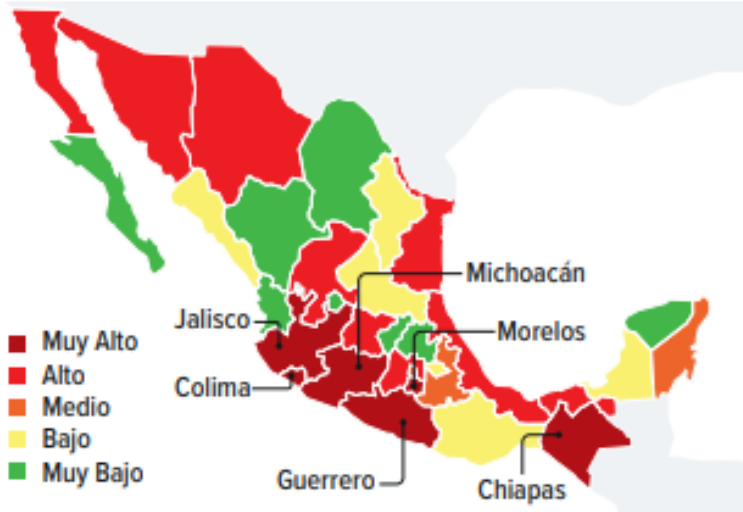 Michoacán
Jalisco
Morelos
Colima
Guerrero
Chiapas
Muy Alto
Alto
Medio
Bajo
Muy Bajo